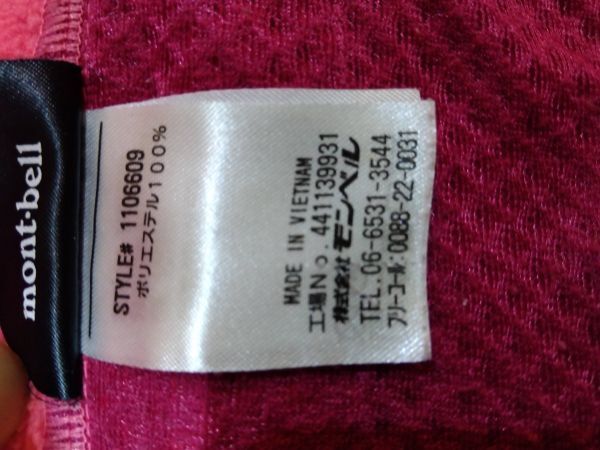 mont-bell
STYLE# 1106609
ポリエステル100%
MADE IN VIETNAM
工場No. 441139931
株式会社 モンベル
TEL. 06-6531-3544
フリーコール: 0088-22-0031